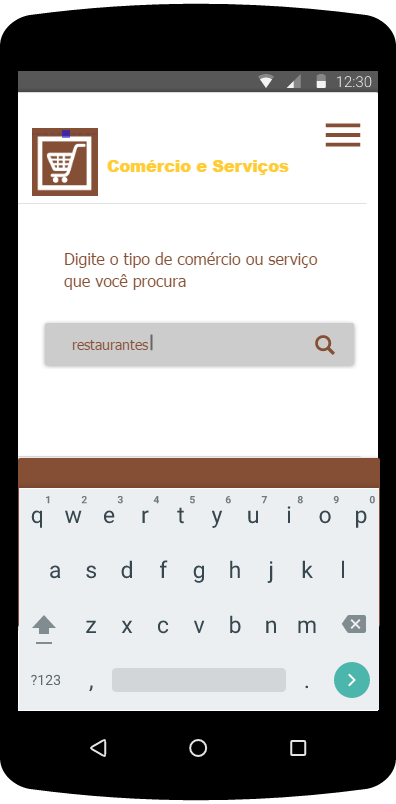 12:30
Comércio e Serviços
Digite o tipo de comércio ou serviço
que você procura
restaurantes
1 2 3 4 5 6 7 8 9 0
q w e r t y u i o p
a s d f g h j k l
z x c v b n m
?123 , .